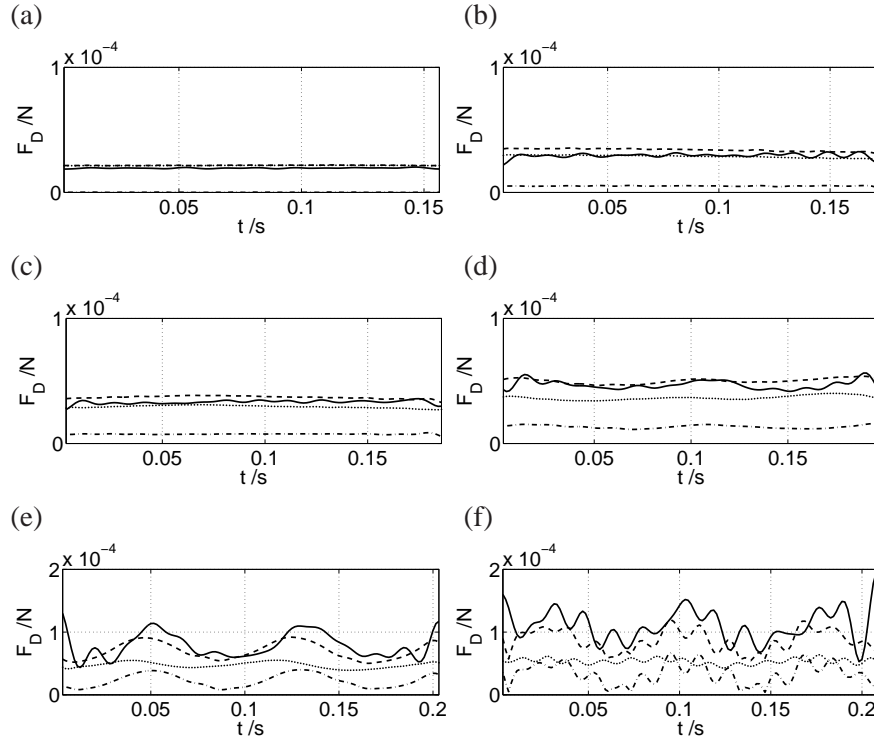 (a) (b)
1 x 10⁻⁴ 1 x 10⁻⁴
F_D /N F_D /N
0 0
0.05 0.1 0.15 0.05 0.1 0.15
t /s t /s
(c) (d)
1 x 10⁻⁴ 1 x 10⁻⁴
F_D /N F_D /N
0 0
0.05 0.1 0.15 0.05 0.1 0.15
t /s t /s
(e) (f)
2 x 10⁻⁴ 2 x 10⁻⁴
F_D /N F_D /N
1 1
0 0
0.05 0.1 0.15 0.2 0.05 0.1 0.15 0.2
t /s t /s